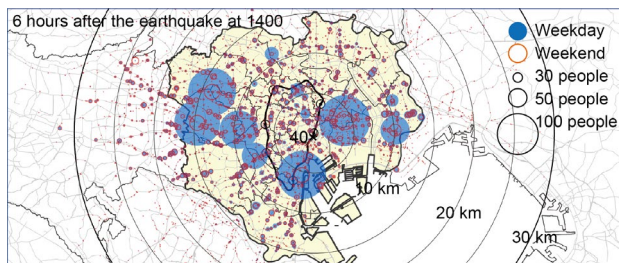 6 hours after the earthquake at 1400
Weekday
Weekend
30 people
50 people
100 people
40
10 km
20 km
30 km